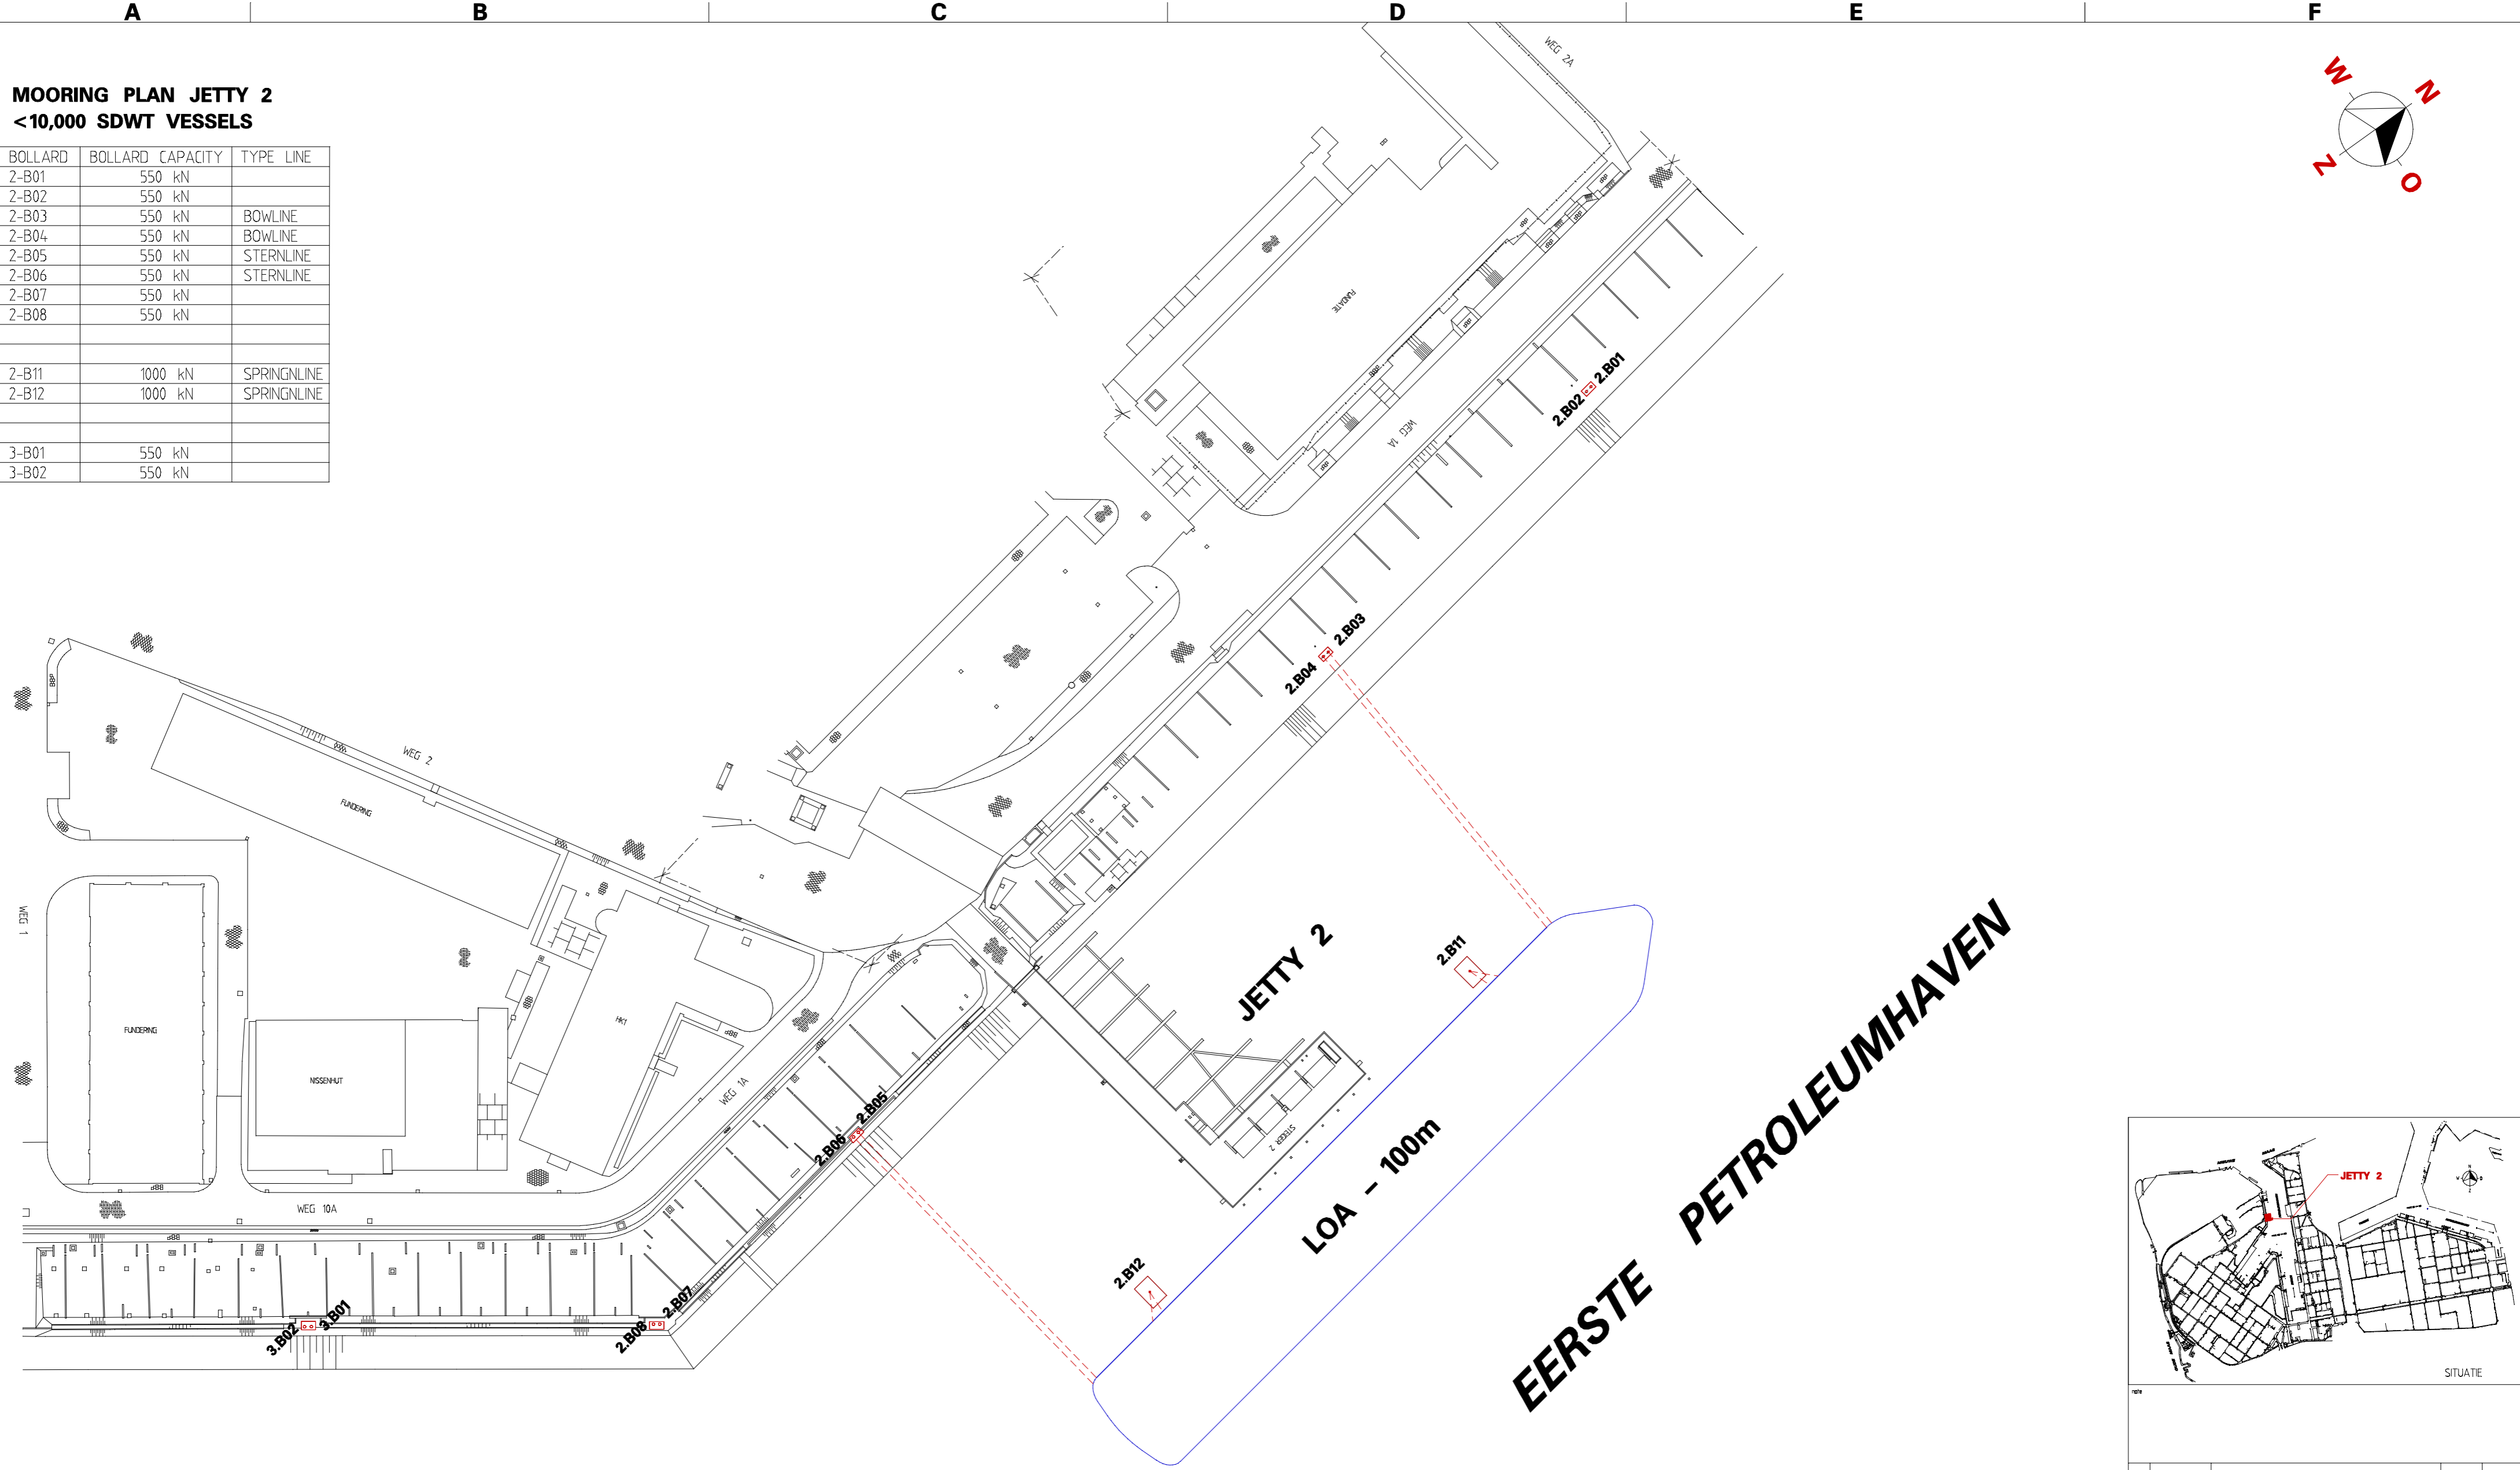 A B C D E F
MOORING PLAN JETTY 2
<10,000 SDWT VESSELS
BOLLARD BOLLARD CAPACITY TYPE LINE
2-B01 550 kN
2-B02 550 kN
2-B03 550 kN BOWLINE
2-B04 550 kN BOWLINE
2-B05 550 kN STERNLINE
2-B06 550 kN STERNLINE
2-B07 550 kN
2-B08 550 kN
2-B11 1000 kN SPRINGNLINE
2-B12 1000 kN SPRINGNLINE
3-B01 550 kN
3-B02 550 kN
WEG 2A
W
N
Z
O
FUNDATIE
WEG 1A
2.B01
2.B02
2.B03
2.B04
WEG 2
FUNDERING
WEG 1
FUNDERING
NISSENHUT
HK1
WEG 1A
WEG 10A
2.B05
2.B06
2.B07
2.B08
3.B01
3.B02
JETTY 2
STEIGER 2
2.B11
2.B12
LOA - 100m
EERSTE PETROLEUMHAVEN
JETTY 2
N
W
O
Z
SITUATIE
note